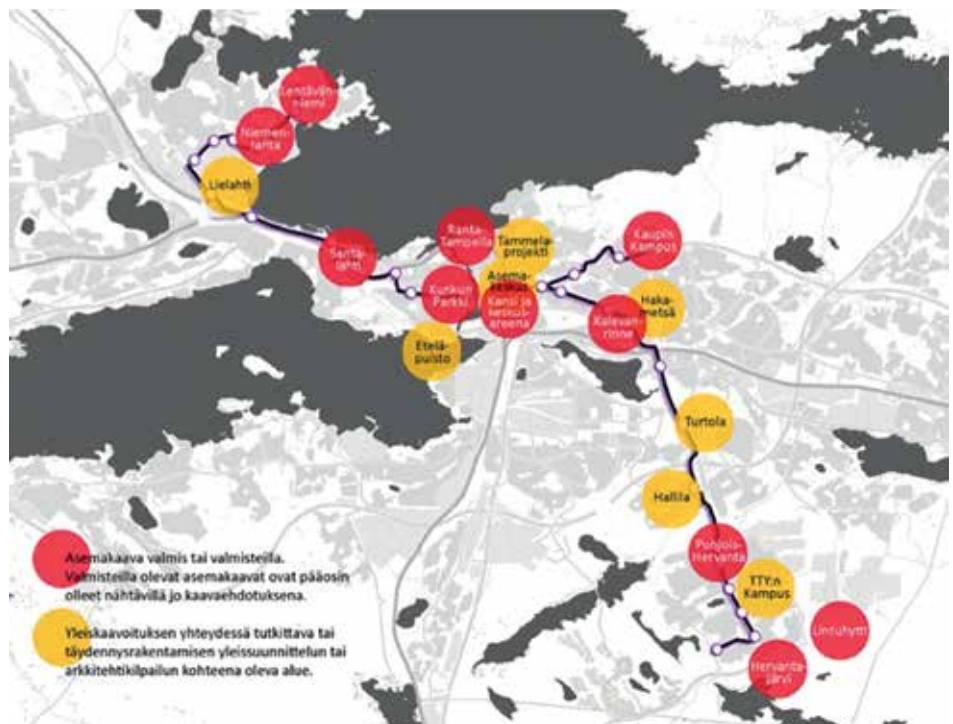 Lentävän-
niemi
Niemen-
ranta
Lielahti
Santa-
lahti
Ranta-
Tampella
Tammela-
projekti
Kaupin
Kampus
Asema-
keskus
Kunkun
Parkki
Kansi ja
keskus-
areena
Haka-
metsä
Kalevan-
rinne
Etelä-
puisto
Turtola
Hallila
Pohjois-
Hervanta
TTY:n
Kampus
Lintuhytti
Hervanta-
järvi
Asemakaava valmis tai valmisteilla.
Valmisteilla olevat asemakaavat ovat pääosin
olleet nähtävillä jo kaavaehdotuksena.
Yleiskaavoituksen yhteydessä tutkittava tai
täydennysrakentamisen yleissuunnittelun tai
arkkitehtikilpailun kohteena oleva alue.